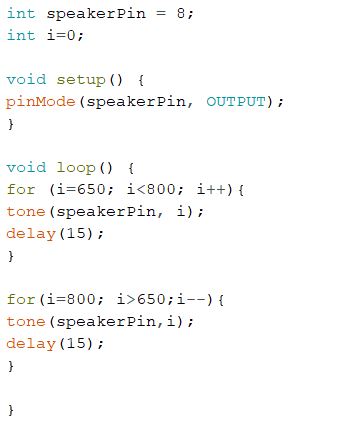 int speakerPin = 8;
int i=0;

void setup() {
pinMode(speakerPin, OUTPUT);
}

void loop() {
for (i=650; i<800; i++){
tone(speakerPin, i);
delay(15);
}

for(i=800; i>650;i--){
tone(speakerPin,i);
delay(15);
}

}